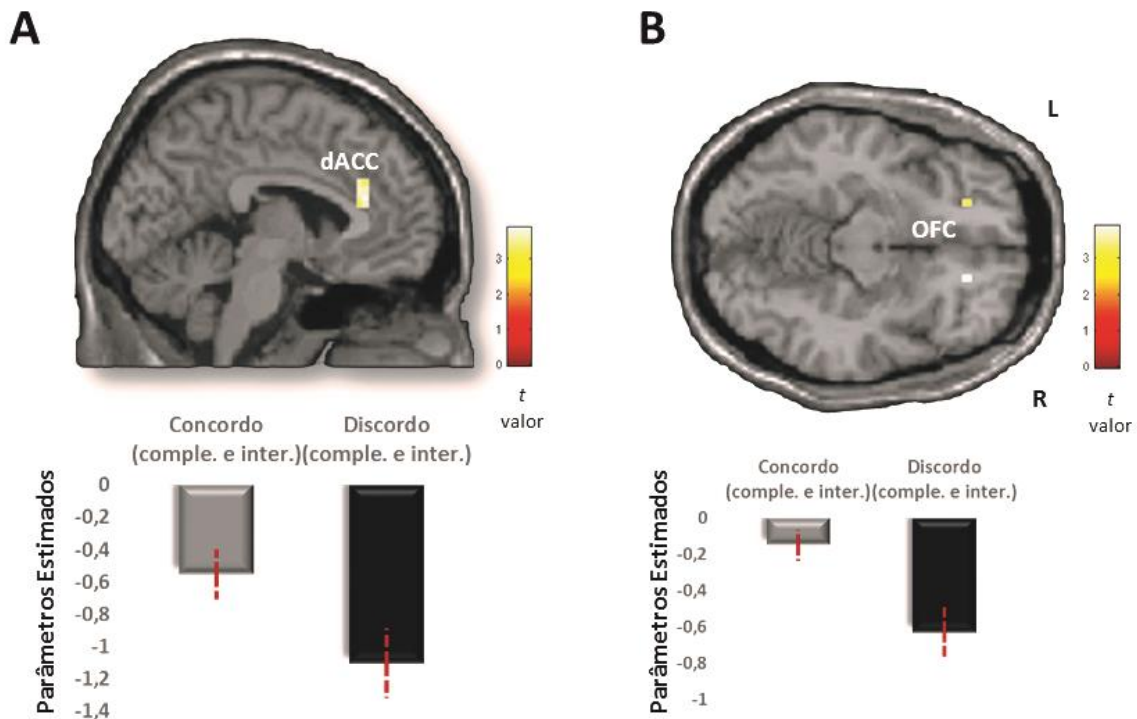 A
dACC
3
2
1
0
t
valor
Concordo
(comple. e inter.)
Discordo
(comple. e inter.)
Parâmetros Estimados
0
-0,2
-0,4
-0,6
-0,8
-1
-1,2
-1,4
B
L
OFC
R
3
2
1
0
t
valor
Concordo
(comple. e inter.)
Discordo
(comple. e inter.)
Parâmetros Estimados
0
-0,2
-0,4
-0,6
-0,8
-1